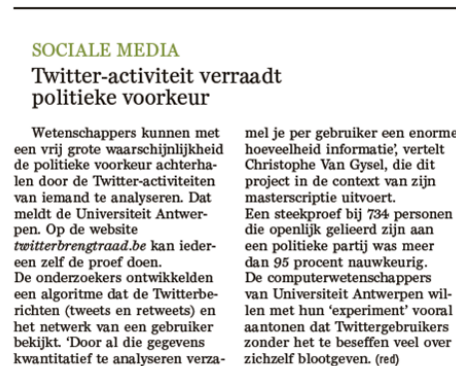 SOCIALE MEDIA
Twitter-activiteit verraadt
politieke voorkeur
Wetenschappers kunnen met
een vrij grote waarschijnlijkheid
de politieke voorkeur achterha-
len door de Twitter-activiteiten
van iemand te analyseren. Dat
meldt de Universiteit Antwer-
pen. Op de website
twitterbrengtraad.be kan ieder-
een zelf de proef doen.
De onderzoekers ontwikkelden
een algoritme dat de Twitterbe-
richten (tweets en retweets) en
het netwerk van een gebruiker
bekijkt. ‘Door al die gegevens
kwantitatief te analyseren verza-
mel je per gebruiker een enorme
hoeveelheid informatie’, vertelt
Christophe Van Gysel, die dit
project in de context van zijn
masterscriptie uitvoert.
Een steekproef bij 734 personen
die openlijk gelieerd zijn aan
een politieke partij was meer
dan 95 procent nauwkeurig.
De computerwetenschappers
van Universiteit Antwerpen wil-
len met hun ‘experiment’ vooral
aantonen dat Twittergebruikers
zonder het te beseffen veel over
zichzelf blootgeven. (red)